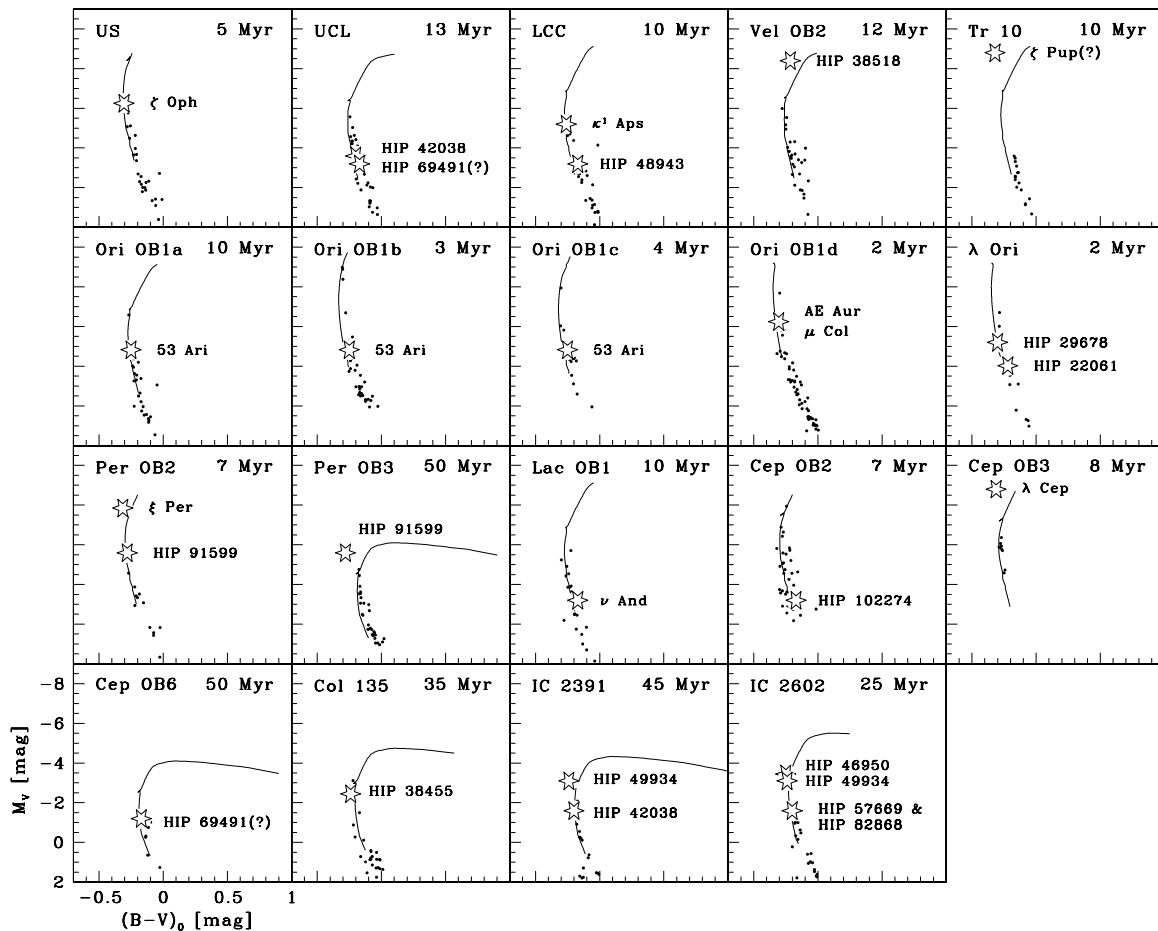 US 5 Myr
ζ Oph
UCL 13 Myr
HIP 42038
HIP 69491(?)
LCC 10 Myr
κ¹ Aps
HIP 48943
Vel OB2 12 Myr
HIP 38518
Tr 10 10 Myr
ζ Pup(?)
Ori OB1a 10 Myr
53 Ari
Ori OB1b 3 Myr
53 Ari
Ori OB1c 4 Myr
53 Ari
Ori OB1d 2 Myr
AE Aur
μ Col
λ Ori 2 Myr
HIP 29678
HIP 22061
Per OB2 7 Myr
ξ Per
HIP 91599
Per OB3 50 Myr
HIP 91599
Lac OB1 10 Myr
ν And
Cep OB2 7 Myr
HIP 102274
Cep OB3 8 Myr
λ Cep
Cep OB6 50 Myr
HIP 69491(?)
Col 135 35 Myr
HIP 38455
IC 2391 45 Myr
HIP 49934
HIP 42038
IC 2602 25 Myr
HIP 46950
HIP 49934
HIP 57669 &
HIP 82868
M_V [mag]
-8
-6
-4
-2
0
2
-0.5 0 0.5 1
(B-V)₀ [mag]